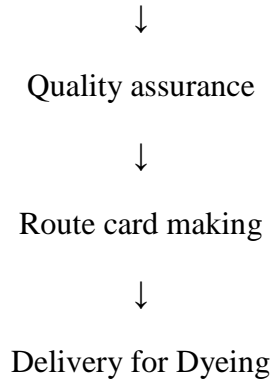 ↓
Quality assurance
↓
Route card making
↓
Delivery for Dyeing